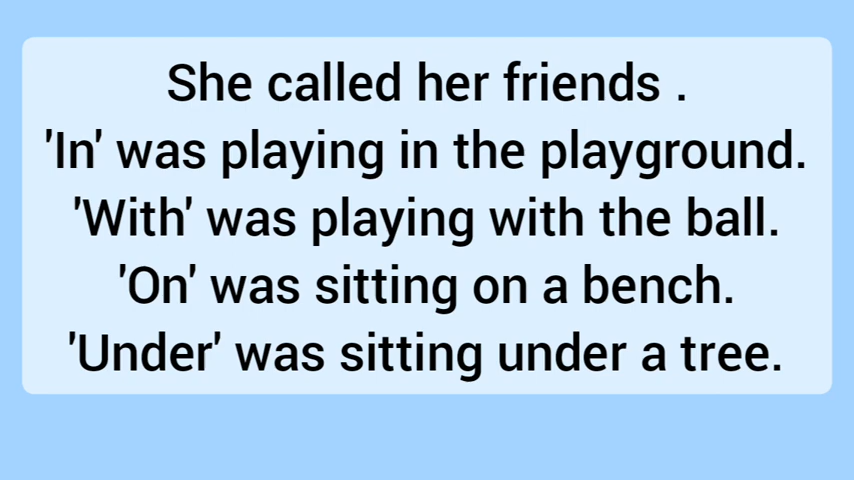 She called her friends .
'In' was playing in the playground.
'With' was playing with the ball.
'On' was sitting on a bench.
'Under' was sitting under a tree.